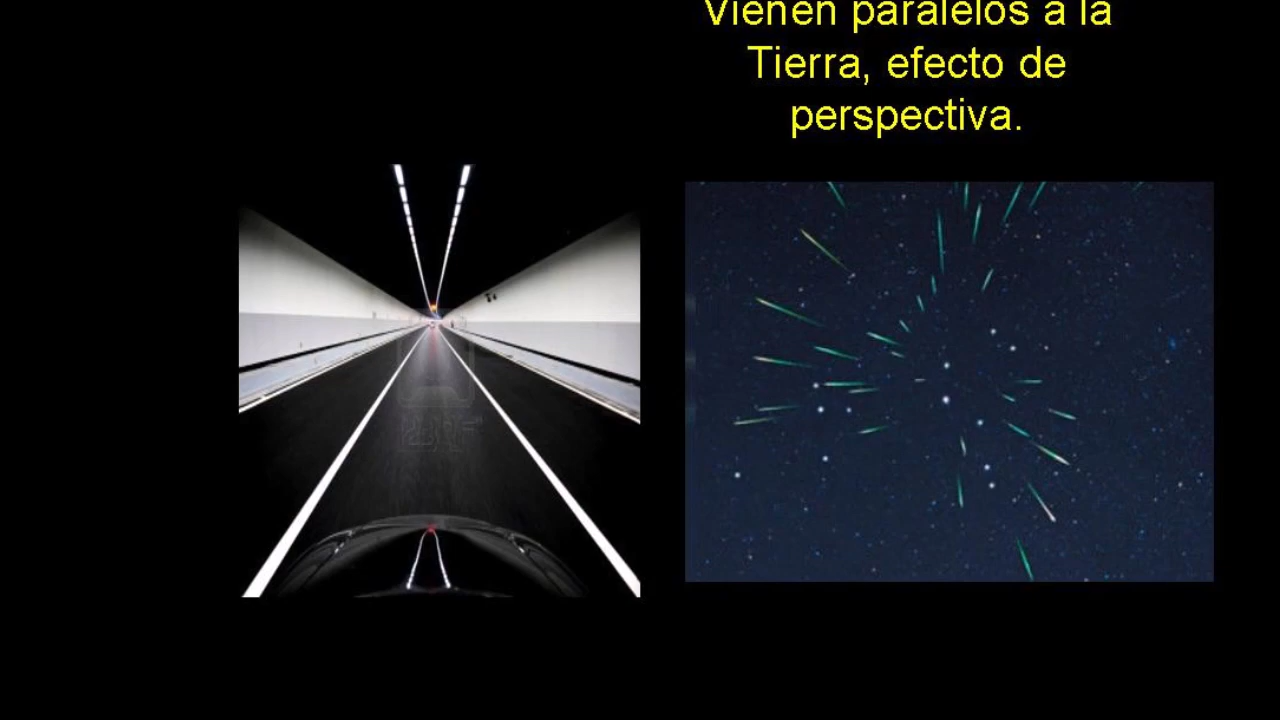 Vienen paralelos a la
Tierra, efecto de
perspectiva.